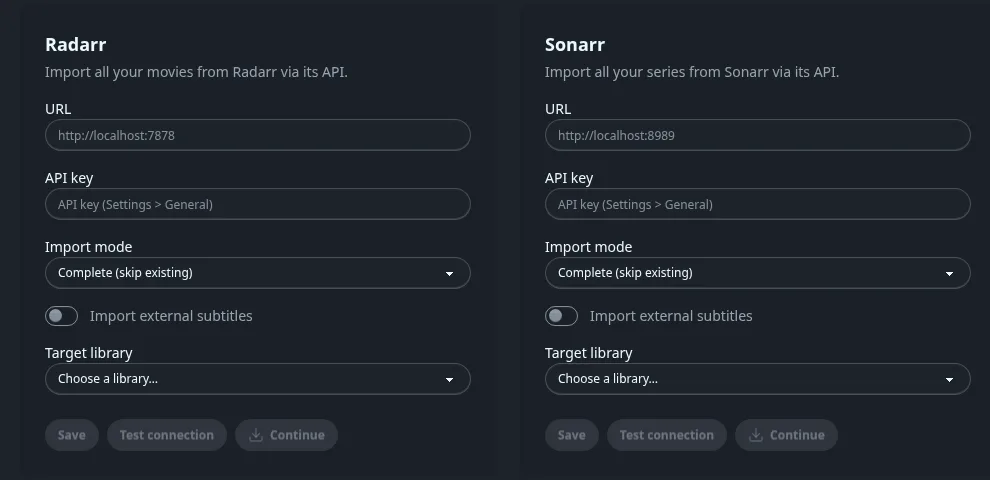 Radarr
Import all your movies from Radarr via its API.
URL
http://localhost:7878
API key
API key (Settings > General)
Import mode
Complete (skip existing)
Import external subtitles
Target library
Choose a library...
Save
Test connection
Continue
Sonarr
Import all your series from Sonarr via its API.
URL
http://localhost:8989
API key
API key (Settings > General)
Import mode
Complete (skip existing)
Import external subtitles
Target library
Choose a library...
Save
Test connection
Continue